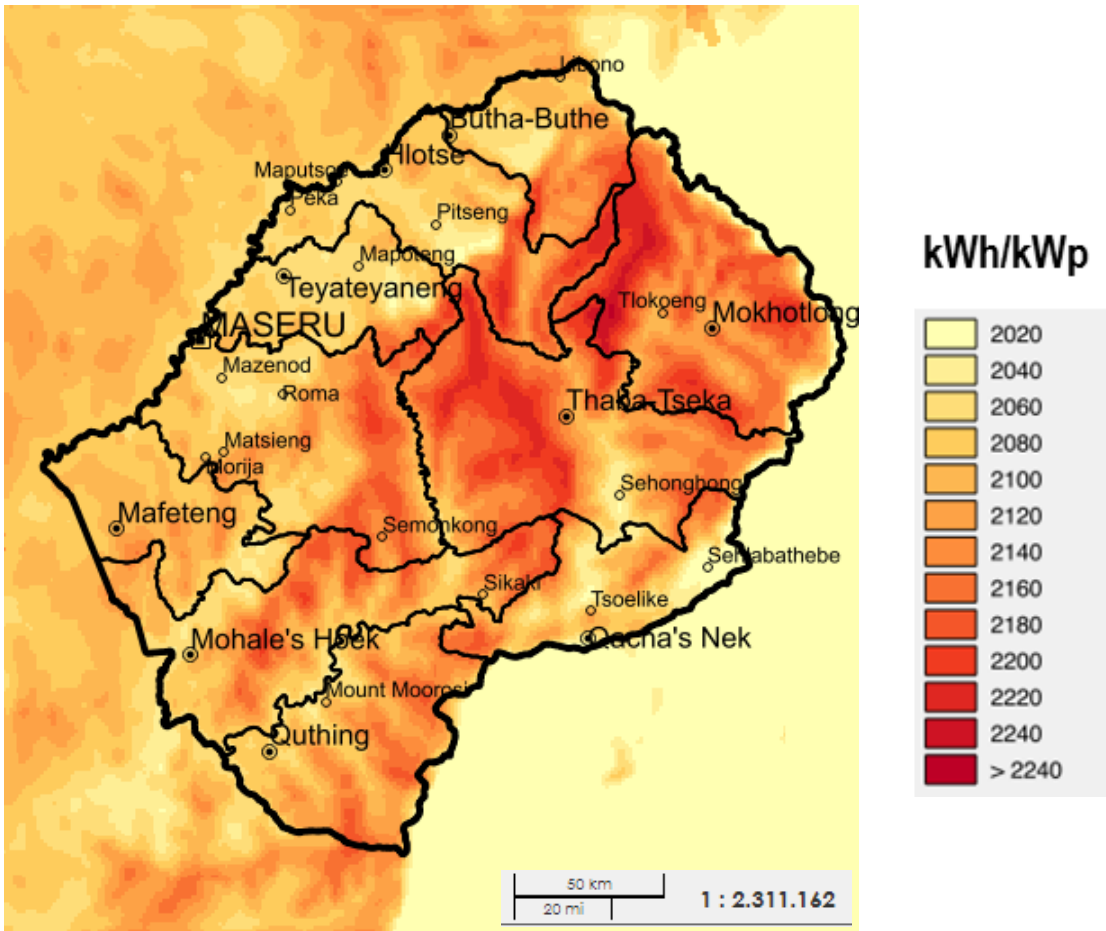 Libono
Butha-Buthe
Hlotse
Maputsoe
Peka
Pitseng
Mapoteng
Teyateyaneng
Tlokoeng
Mokhotlong
MASERU
Mazenod
Roma
Thaba-Tseka
Matsieng
Morija
Sehonghong
Mafeteng
Semonkong
Sehlabathebe
Sikaki
Tsoelike
Mohale's Hoek
Qacha's Nek
Mount Moorosi
Quthing
50 km
20 mi
1 : 2.311.162
kWh/kWp
2020
2040
2060
2080
2100
2120
2140
2160
2180
2200
2220
2240
> 2240